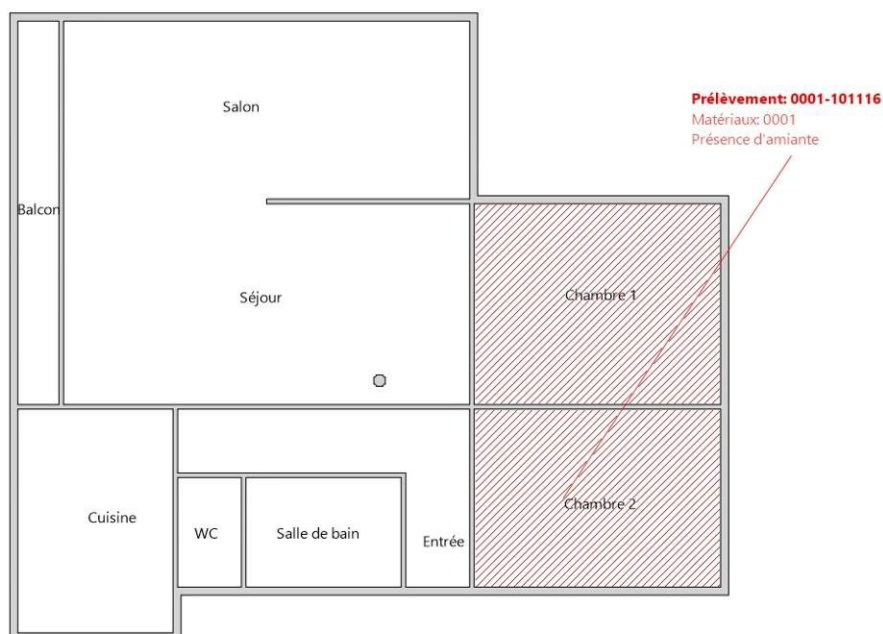 Salon
Prélèvement: 0001-101116
Matériaux: 0001
Présence d'amiante
Balcon
Séjour
Chambre 1
Chambre 2
Cuisine
WC
Salle de bain
Entrée